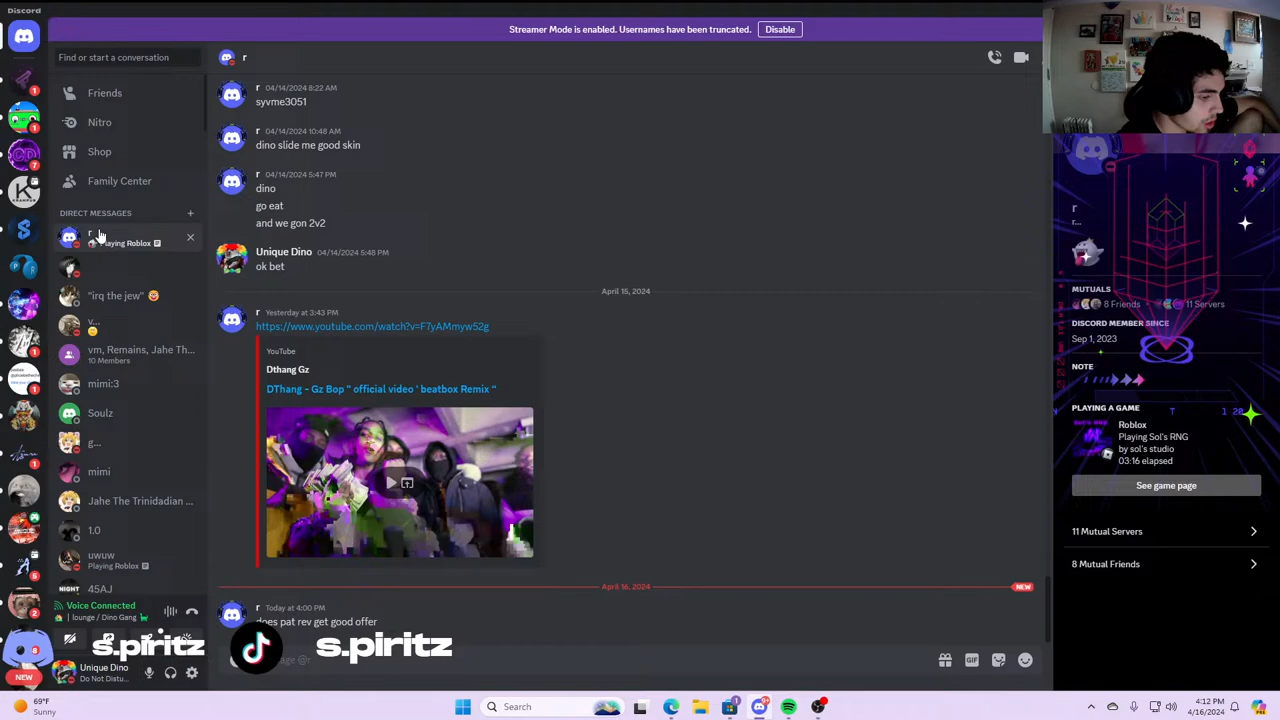 Discord
Streamer Mode is enabled. Usernames have been truncated.
Disable
Find or start a conversation
Friends
Nitro
Shop
Family Center
DIRECT MESSAGES
r
Playing Roblox
"irq the jew"
v...
vm, Remains, Jahe Th...
10 Members
mimi:3
Soulz
g...
mimi
Jahe The Trinidadian ...
1.0
uwuw
Playing Roblox
45AJ
NIGHT
Voice Connected
lounge / Dino Gang
Unique Dino
Do Not Distu...
NEW
r
r 04/14/2024 8:22 AM
syvme3051
r 04/14/2024 10:48 AM
dino slide me good skin
r 04/14/2024 5:47 PM
dino
go eat
and we gon 2v2
Unique Dino 04/14/2024 5:48 PM
ok bet
April 15, 2024
r Yesterday at 3:43 PM
https://www.youtube.com/watch?v=F7yAMmyw52g
YouTube
Dthang Gz
DThang - Gz Bop " official video ' beatbox Remix "
April 16, 2024
NEW
r Today at 4:00 PM
does pat rev get good offer
s.piritz
s.piritz
@r
GIF
r
r...
MUTUALS
8 Friends
11 Servers
DISCORD MEMBER SINCE
Sep 1, 2023
NOTE
PLAYING A GAME
Roblox
Playing Sol's RNG
by sol's studio
03:16 elapsed
See game page
11 Mutual Servers
8 Mutual Friends
69°F
Sunny
Search
4:12 PM
4/16/2024